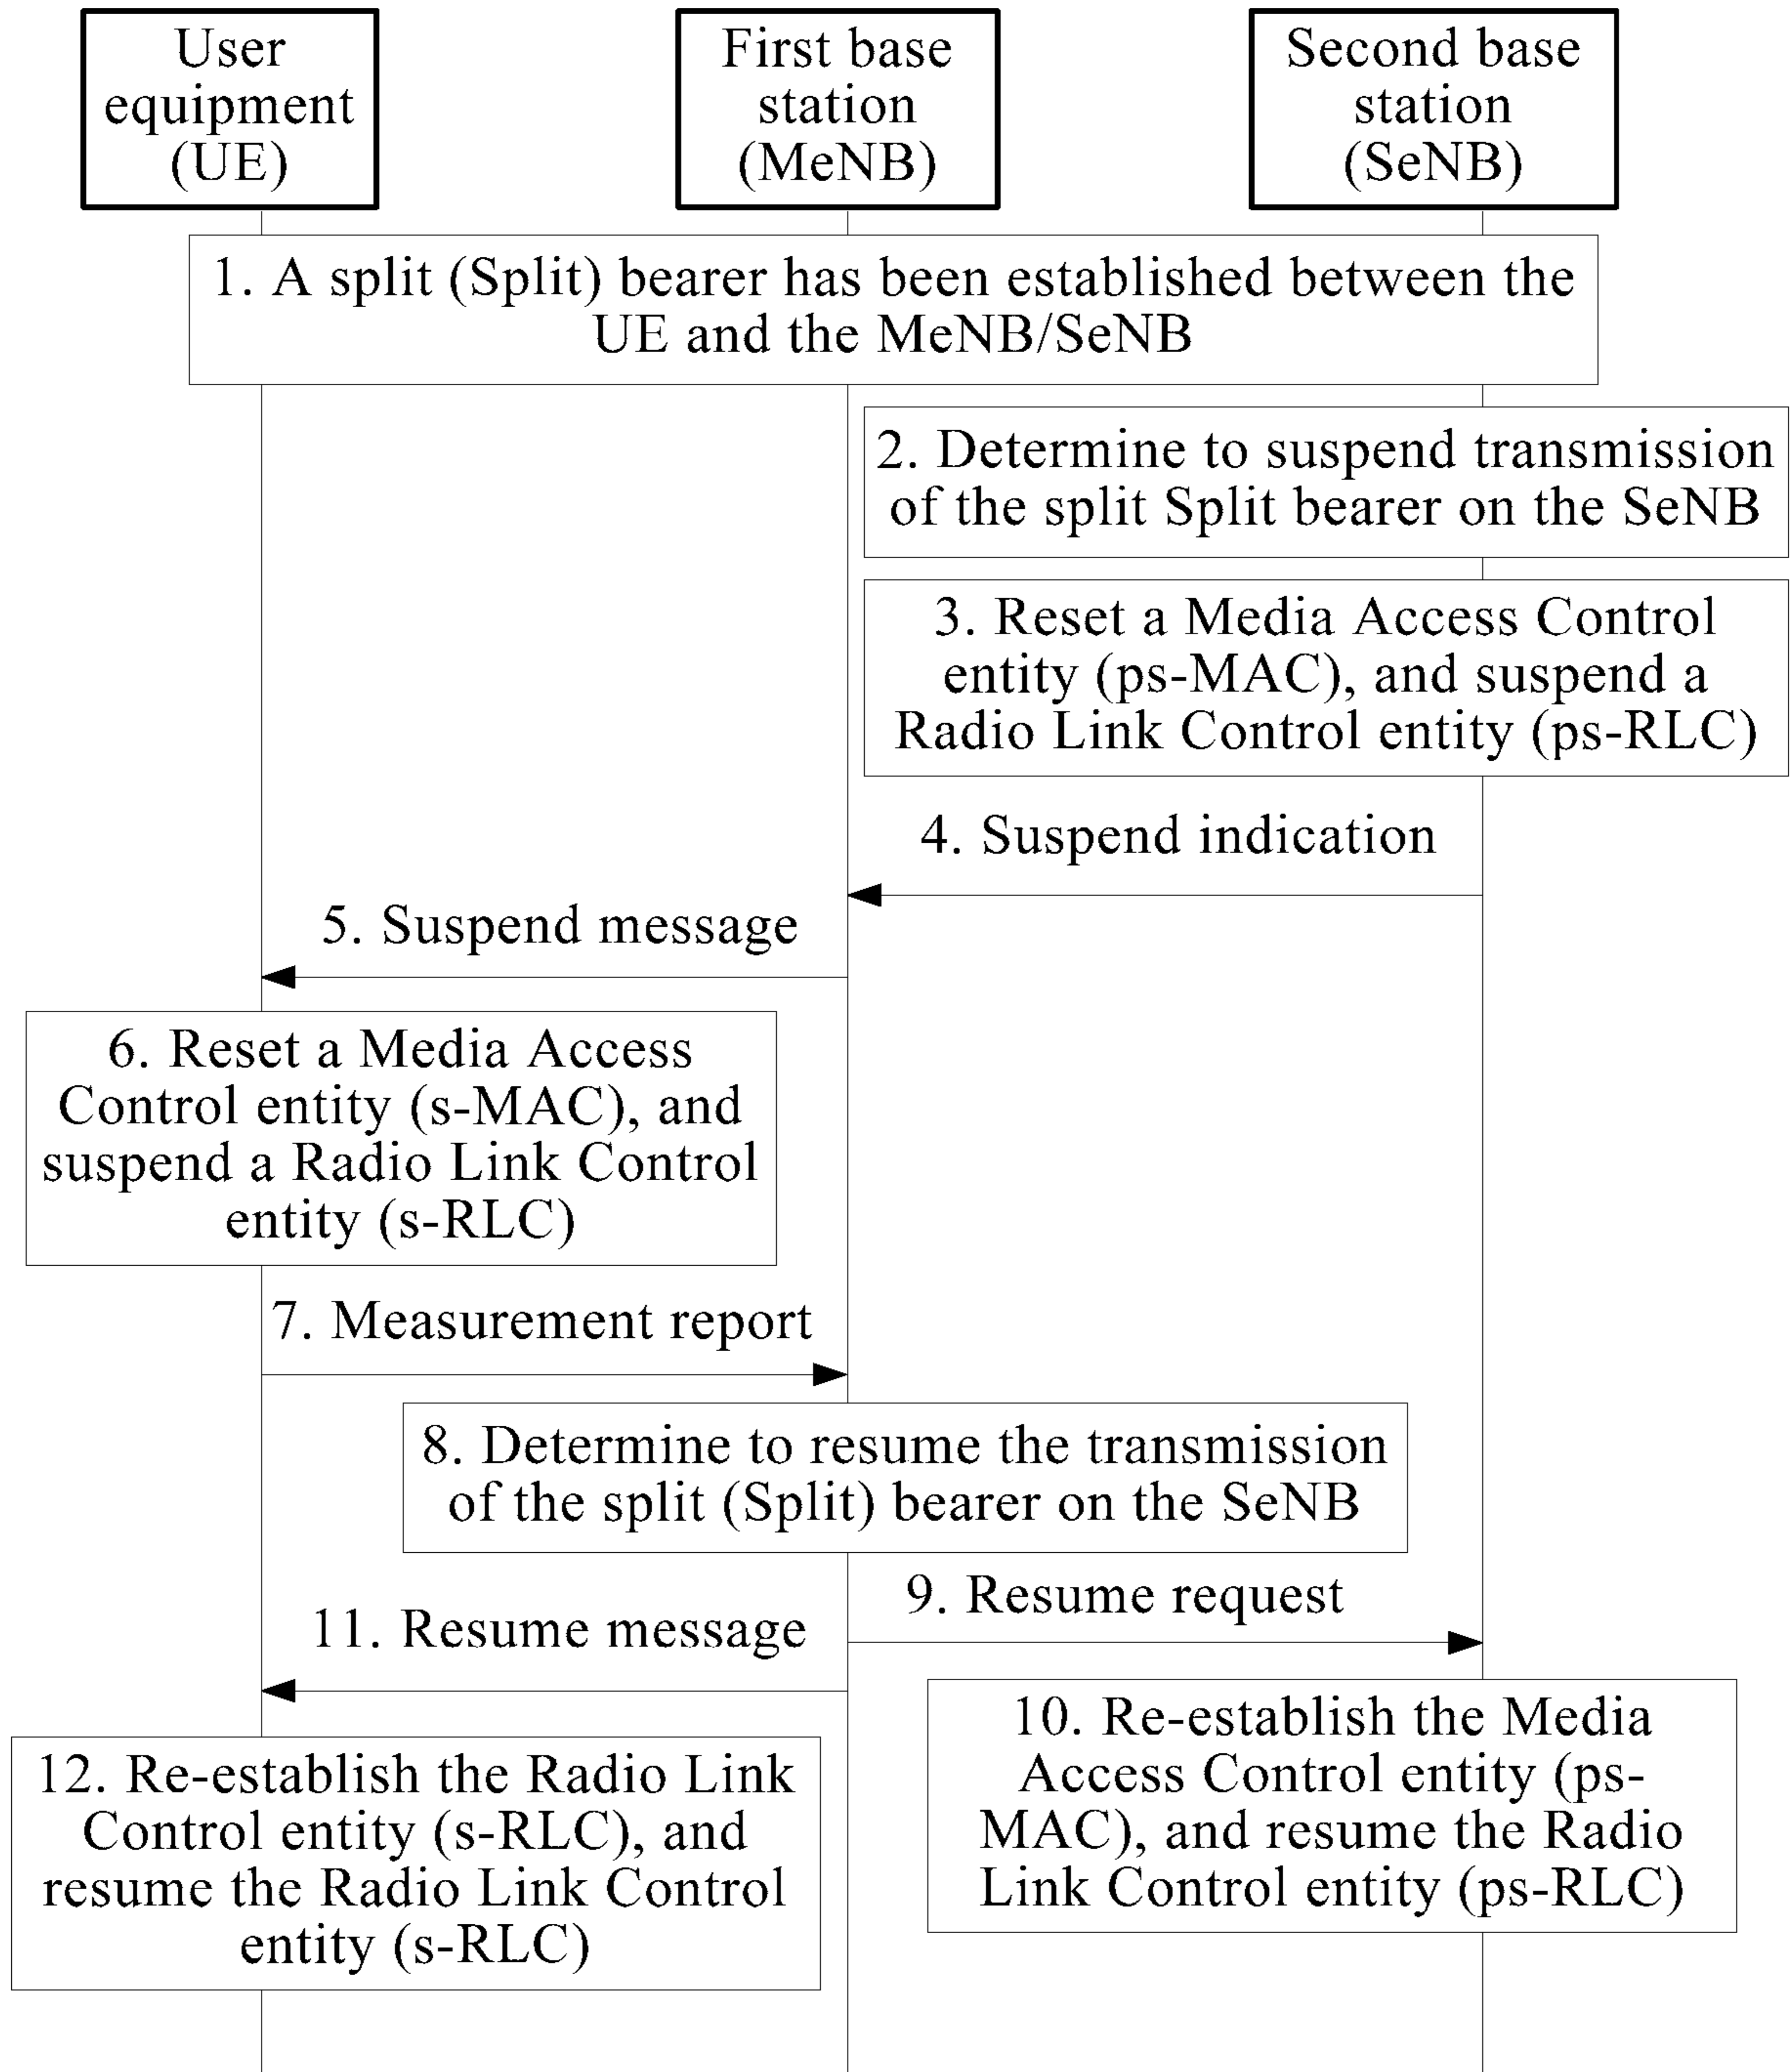 User
equipment
(UE)
First base
station
(MeNB)
Second base
station
(SeNB)
1. A split (Split) bearer has been established between the
UE and the MeNB/SeNB
2. Determine to suspend transmission
of the split Split bearer on the SeNB
3. Reset a Media Access Control
entity (ps-MAC), and suspend a
Radio Link Control entity (ps-RLC)
4. Suspend indication
5. Suspend message
6. Reset a Media Access
Control entity (s-MAC), and
suspend a Radio Link Control
entity (s-RLC)
7. Measurement report
8. Determine to resume the transmission
of the split (Split) bearer on the SeNB
9. Resume request
11. Resume message
10. Re-establish the Media
Access Control entity (ps-
MAC), and resume the Radio
Link Control entity (ps-RLC)
12. Re-establish the Radio Link
Control entity (s-RLC), and
resume the Radio Link Control
entity (s-RLC)